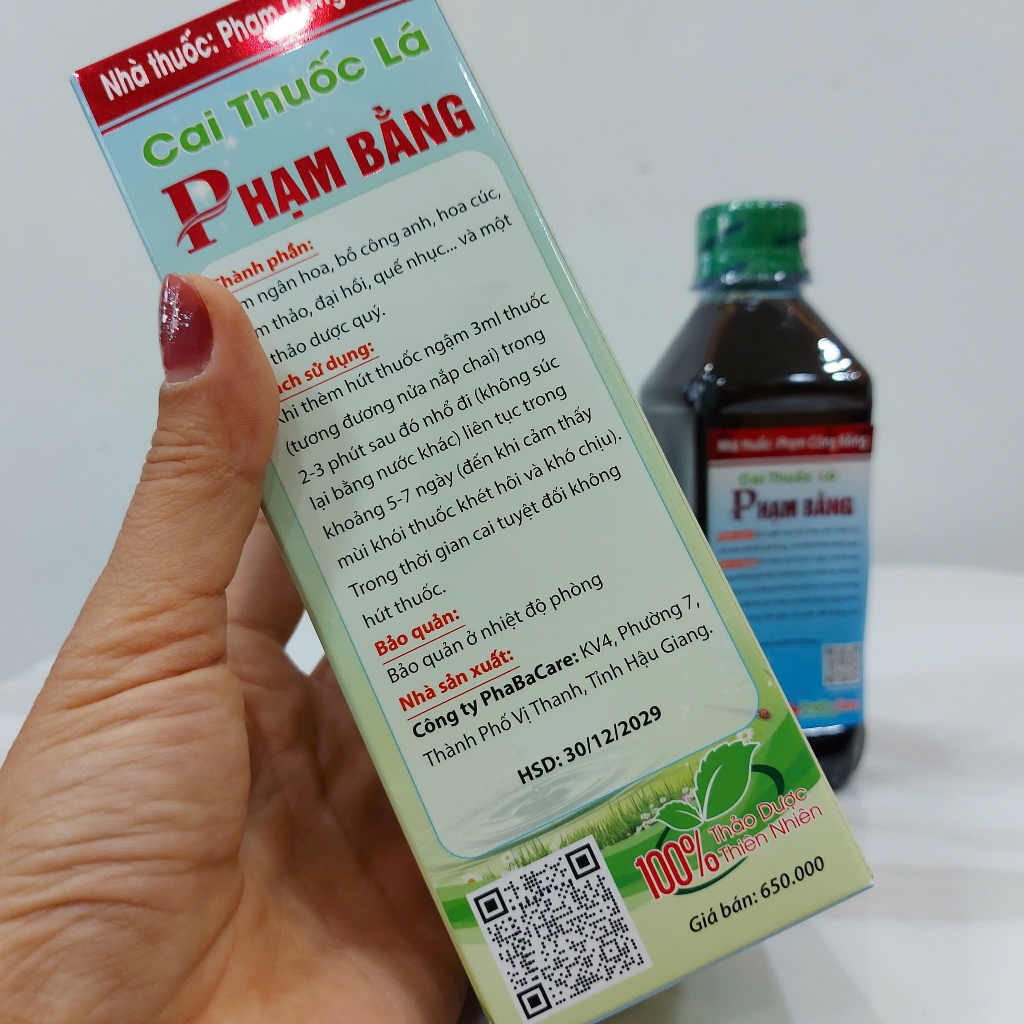 Nhà thuốc: Phạm
Cai Thuốc Lá
PHẠM BẰNG
Thành phần:
ngân hoa, bồ công anh, hoa cúc,
thảo, đại hồi, quế nhục... và một
thảo dược quý.
sử dụng:
Khi thèm hút thuốc ngậm 3ml thuốc
(tương đương nửa nắp chai) trong
2-3 phút sau đó nhổ đi (không súc
lại bằng nước khác) liên tục trong
khoảng 5-7 ngày (đến khi cảm thấy
mùi khói thuốc khét hôi và khó chịu).
Trong thời gian cai tuyệt đối không
hút thuốc.
Bảo quản:
Bảo quản ở nhiệt độ phòng
Nhà sản xuất:
Công ty PhaBaCare: KV4, Phường 7,
Thành Phố Vị Thanh, Tỉnh Hậu Giang.
HSD: 30/12/2029
100% Thảo Dược
Thiên Nhiên
Giá bán: 650.000
Nhà thuốc: Phạm Công Bằng
Cai Thuốc Lá
PHẠM BẰNG